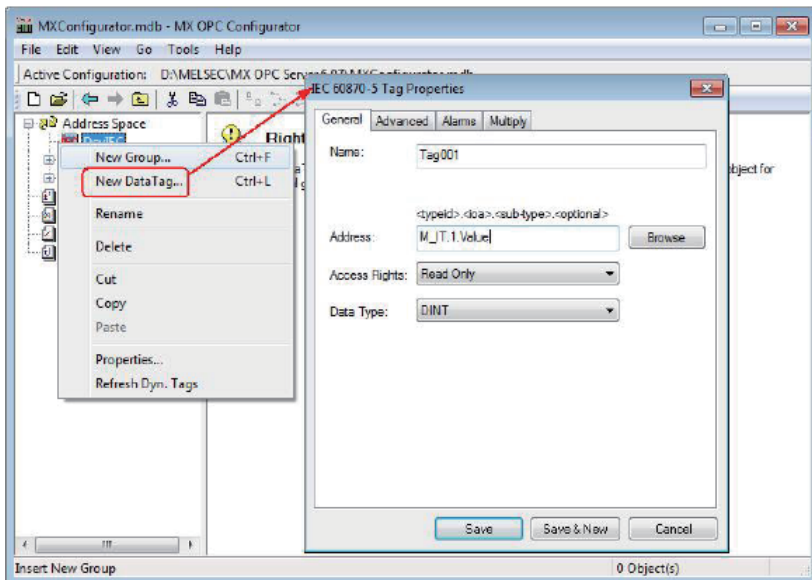 MXConfigurator.mdb - MX OPC Configurator
File Edit View Go Tools Help
Active Configuration: D:\MELSEC\MX OPC
Address Space
Right
bject for
New Group... Ctrl+F
New DataTag... Ctrl+L
Rename
Delete
Cut
Copy
Paste
Properties...
Refresh Dyn. Tags
IEC 60870-5 Tag Properties
General Advanced Alarms Multiply
Name: Tag001
<typeid>.<ioa>.<sub-type>.<optional>
Address: M_IT.1.Value Browse
Access Rights: Read Only
Data Type: DINT
Save Save & New Cancel
Insert New Group 0 Object(s)